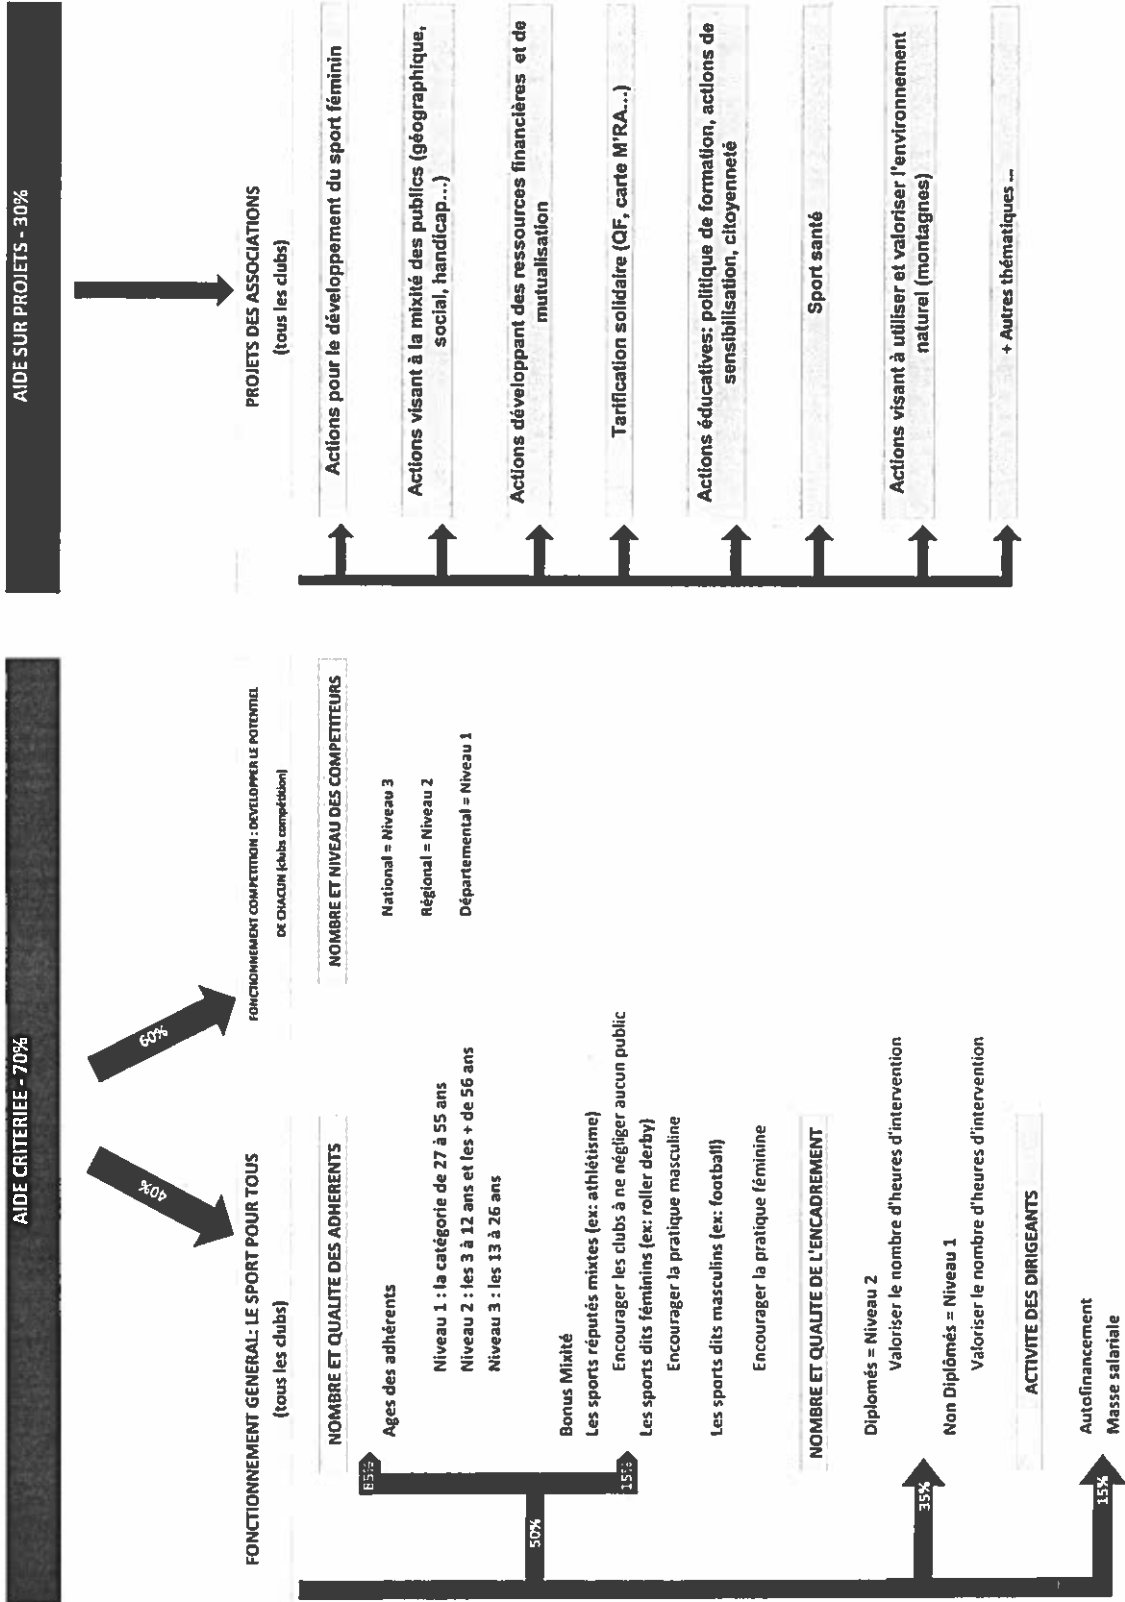 AIDE CRITERIEE - 70%
40%
60%
FONCTIONNEMENT GENERAL: LE SPORT POUR TOUS
(tous les clubs)
NOMBRE ET QUALITE DES ADHERENTS
85%
Ages des adhérents
Niveau 1 : la catégorie de 27 à 55 ans
Niveau 2 : les 3 à 12 ans et les + de 56 ans
Niveau 3 : les 13 à 26 ans
50%
Bonus Mixité
Les sports réputés mixtes (ex: athlétisme)
Encourager les clubs à ne négliger aucun public
15%
Les sports dits féminins (ex: roller derby)
Encourager la pratique masculine
Les sports dits masculins (ex: football)
Encourager la pratique féminine
NOMBRE ET QUALITE DE L'ENCADREMENT
Diplomés = Niveau 2
Valoriser le nombre d'heures d'intervention
35%
Non Diplômés = Niveau 1
Valoriser le nombre d'heures d'intervention
ACTIVITE DES DIRIGEANTS
Autofinancement
15%
Masse salariale
FONCTIONNEMENT COMPETITION : DEVELOPPER LE POTENTIEL
DE CHACUN (clubs compétition)
NOMBRE ET NIVEAU DES COMPETITEURS
National = Niveau 3
Régional = Niveau 2
Départemental = Niveau 1
AIDE SUR PROJETS - 30%
PROJETS DES ASSOCIATIONS
(tous les clubs)
Actions pour le développement du sport féminin
Actions visant à la mixité des publics (géographique,
social, handicap...)
Actions développant des ressources financières et de
mutualisation
Tarification solidaire (QF, carte M'RA...)
Actions éducatives: politique de formation, actions de
sensibilisation, citoyenneté
Sport santé
Actions visant à utiliser et valoriser l'environnement
naturel (montagnes)
+ Autres thématiques ...